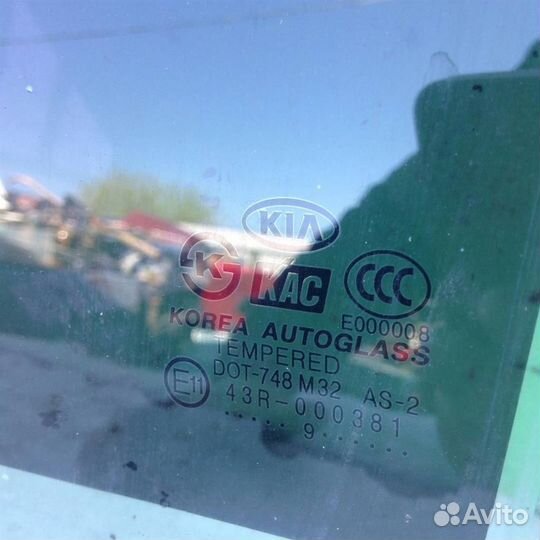 KIA
K KAC CCC
E000008
KOREA AUTOGLASS
TEMPERED
DOT-748 M32 AS-2
E11 43R-000381
.....9......
Avito